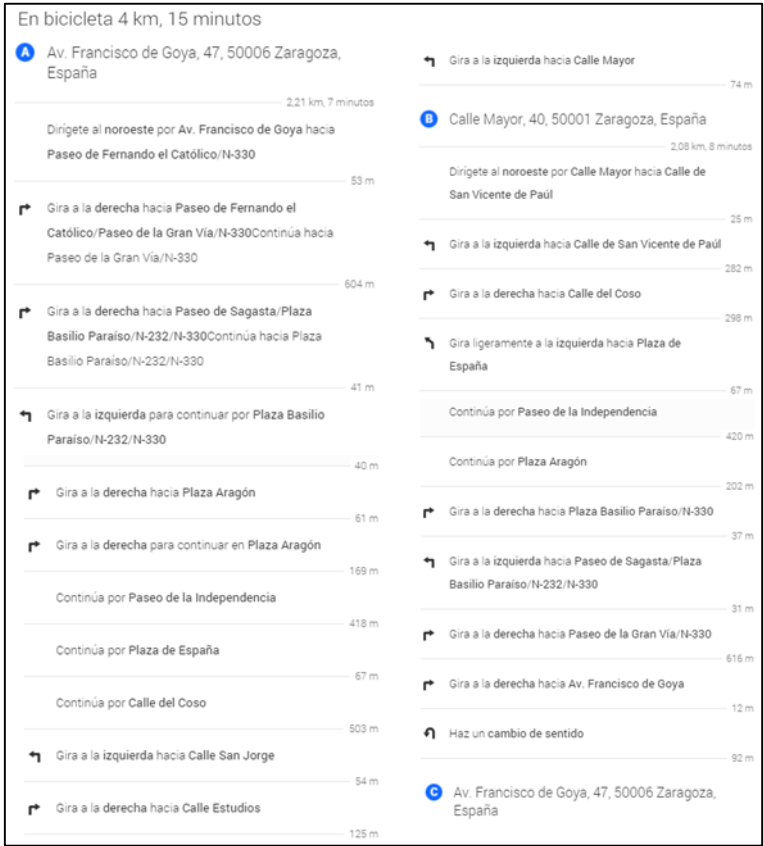 En bicicleta 4 km, 15 minutos
A
Av. Francisco de Goya, 47, 50006 Zaragoza,
España
2,21 km, 7 minutos
Dirígete al noroeste por Av. Francisco de Goya hacia
Paseo de Fernando el Católico/N-330
53 m
Gira a la derecha hacia Paseo de Fernando el
Católico/Paseo de la Gran Vía/N-330Continúa hacia
Paseo de la Gran Vía/N-330
604 m
Gira a la derecha hacia Paseo de Sagasta/Plaza
Basilio Paraíso/N-232/N-330Continúa hacia Plaza
Basilio Paraíso/N-232/N-330
41 m
Gira a la izquierda para continuar por Plaza Basilio
Paraíso/N-232/N-330
40 m
Gira a la derecha hacia Plaza Aragón
61 m
Gira a la derecha para continuar en Plaza Aragón
169 m
Continúa por Paseo de la Independencia
418 m
Continúa por Plaza de España
67 m
Continúa por Calle del Coso
503 m
Gira a la izquierda hacia Calle San Jorge
54 m
Gira a la derecha hacia Calle Estudios
125 m
Gira a la izquierda hacia Calle Mayor
74 m
B
Calle Mayor, 40, 50001 Zaragoza, España
2,08 km, 8 minutos
Dirígete al noroeste por Calle Mayor hacia Calle de
San Vicente de Paúl
25 m
Gira a la izquierda hacia Calle de San Vicente de Paúl
282 m
Gira a la derecha hacia Calle del Coso
298 m
Gira ligeramente a la izquierda hacia Plaza de
España
67 m
Continúa por Paseo de la Independencia
420 m
Continúa por Plaza Aragón
202 m
Gira a la derecha hacia Plaza Basilio Paraíso/N-330
37 m
Gira a la izquierda hacia Paseo de Sagasta/Plaza
Basilio Paraíso/N-232/N-330
31 m
Gira a la derecha hacia Paseo de la Gran Vía/N-330
616 m
Gira a la derecha hacia Av. Francisco de Goya
12 m
Haz un cambio de sentido
92 m
C
Av. Francisco de Goya, 47, 50006 Zaragoza,
España